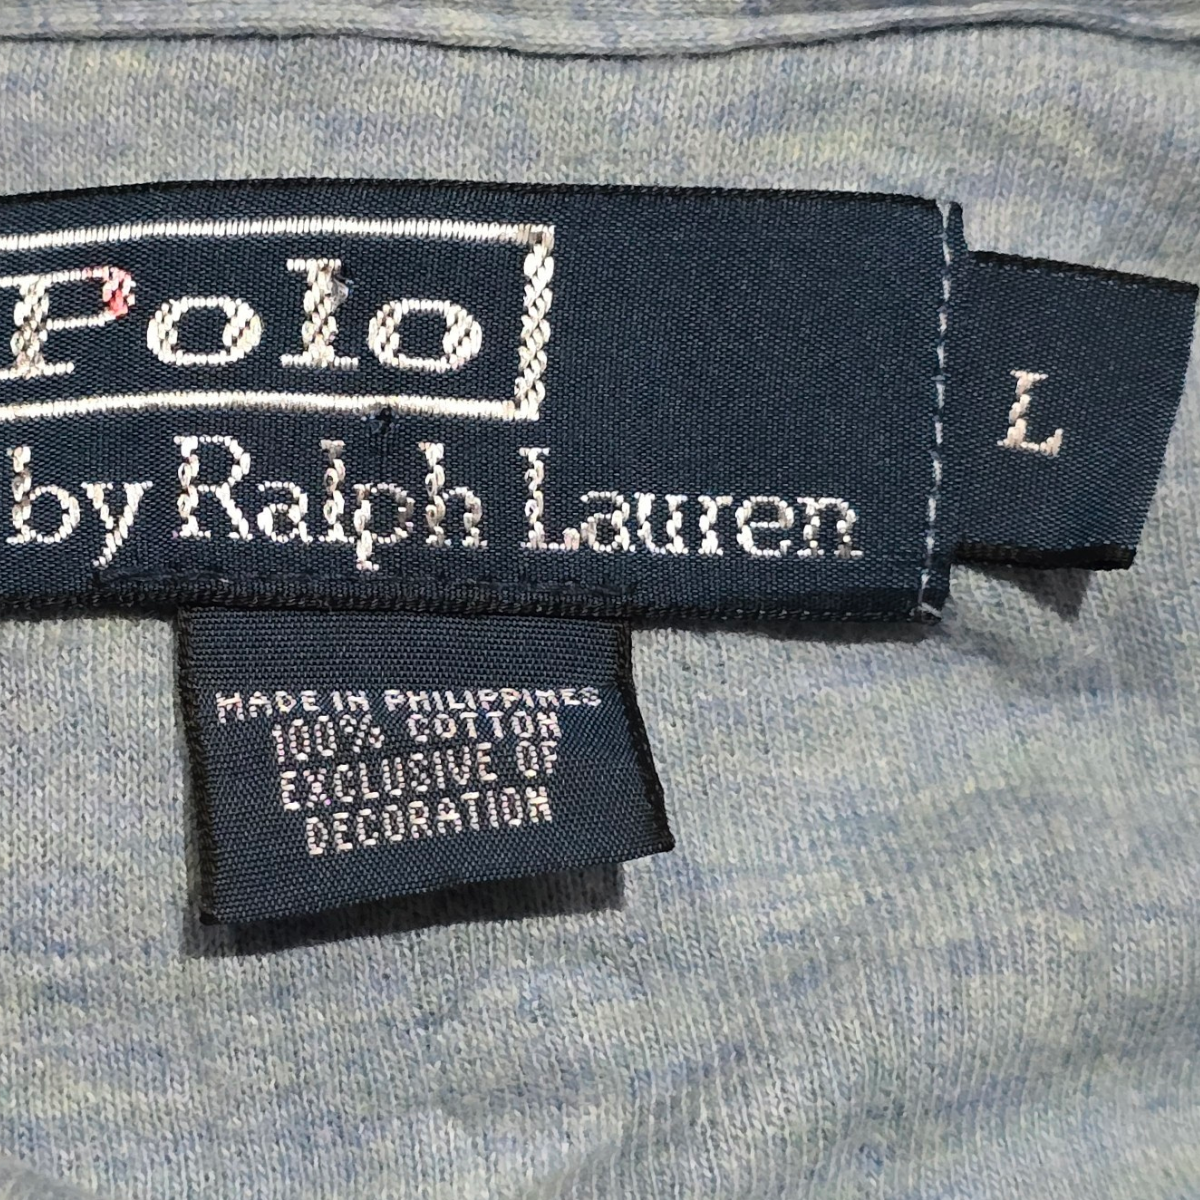 Polo
by Ralph Lauren
L
MADE IN PHILIPPINES
100% COTTON
EXCLUSIVE OF
DECORATION